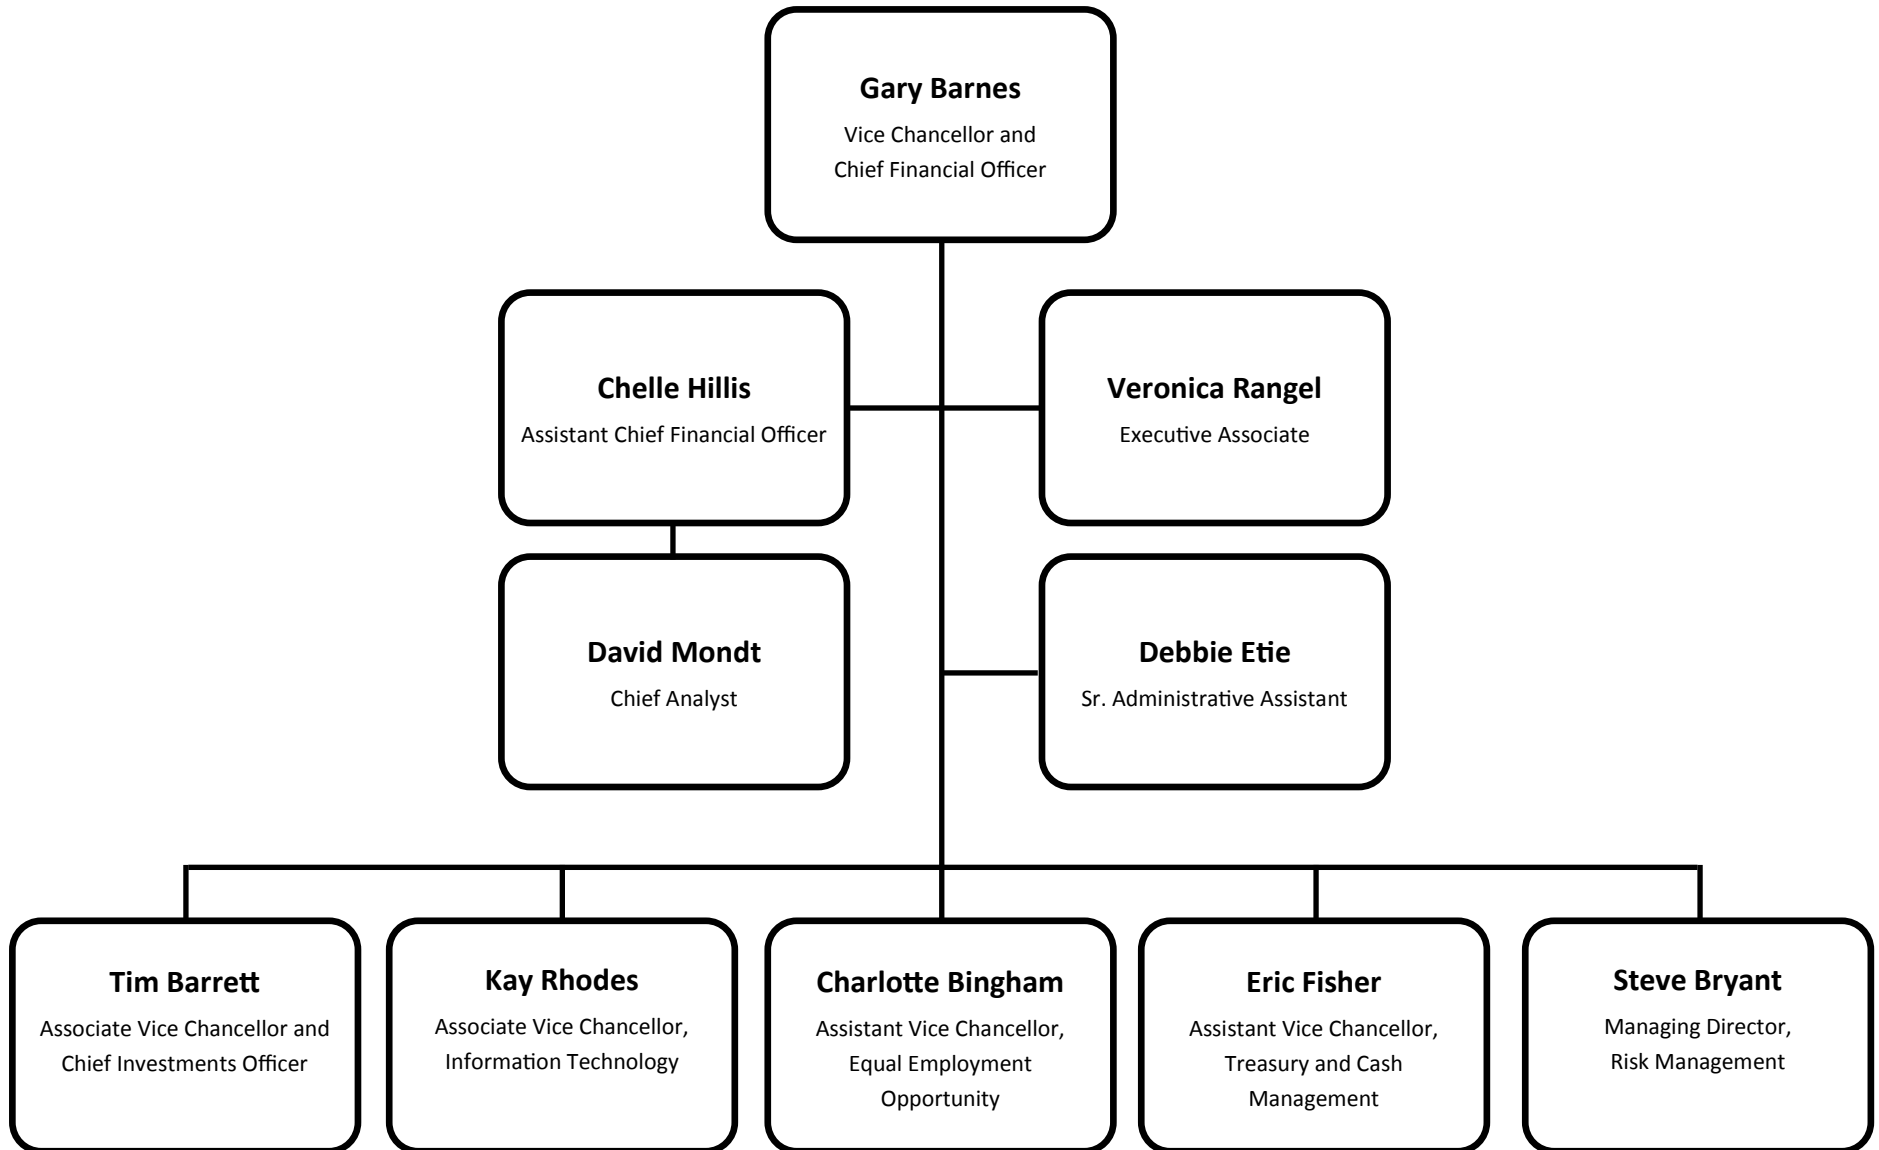 Gary Barnes
Vice Chancellor and
Chief Financial Officer
Chelle Hillis
Assistant Chief Financial Officer
Veronica Rangel
Executive Associate
David Mondt
Chief Analyst
Debbie Etie
Sr. Administrative Assistant
Tim Barrett
Associate Vice Chancellor and
Chief Investments Officer
Kay Rhodes
Associate Vice Chancellor,
Information Technology
Charlotte Bingham
Assistant Vice Chancellor,
Equal Employment
Opportunity
Eric Fisher
Assistant Vice Chancellor,
Treasury and Cash
Management
Steve Bryant
Managing Director,
Risk Management